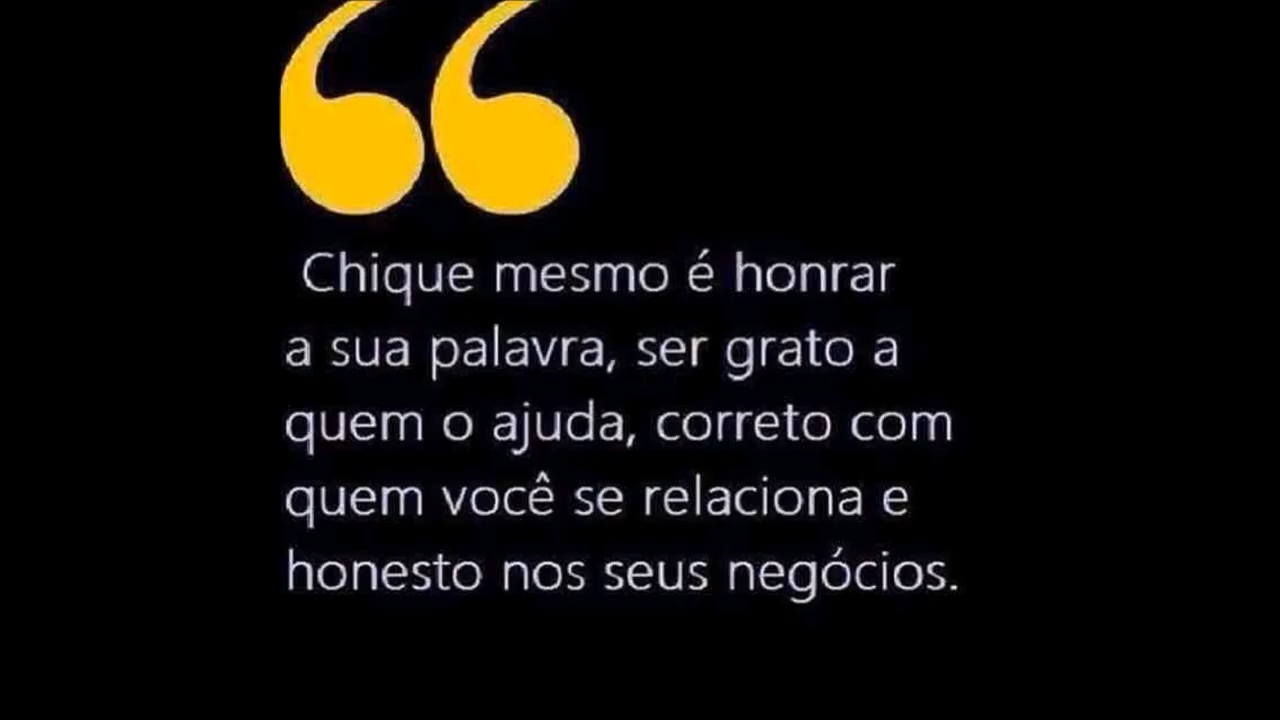 Chique mesmo é honrar
a sua palavra, ser grato a
quem o ajuda, correto com
quem você se relaciona e
honesto nos seus negócios.